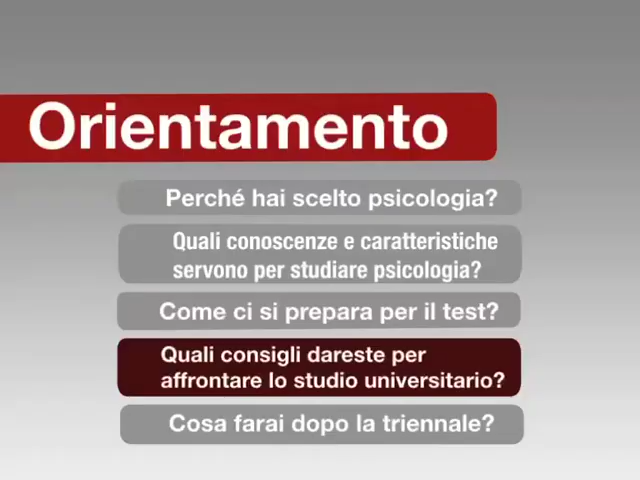 Orientamento
Perché hai scelto psicologia?
Quali conoscenze e caratteristiche
servono per studiare psicologia?
Come ci si prepara per il test?
Quali consigli dareste per
affrontare lo studio universitario?
Cosa farai dopo la triennale?